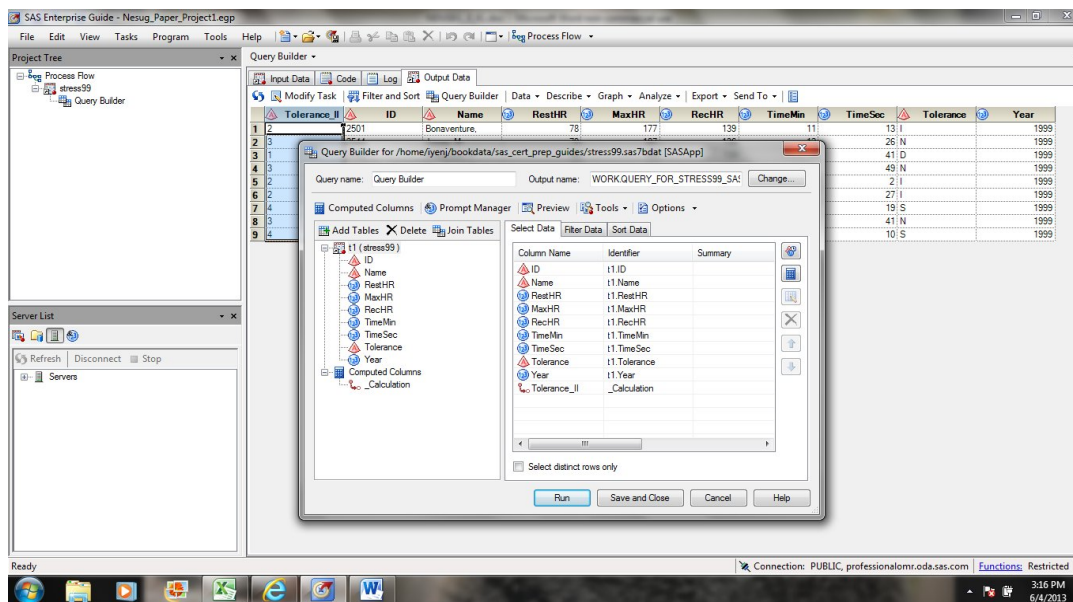 SAS Enterprise Guide - Nesug_Paper_Project1.egp
File Edit View Tasks Program Tools Help Process Flow
Project Tree
Process Flow
stress99
Query Builder
Server List
Refresh Disconnect Stop
Servers
Query Builder
Input Data Code Log Output Data
Modify Task Filter and Sort Query Builder Data Describe Graph Analyze Export Send To
Tolerance_II ID Name RestHR MaxHR RecHR TimeMin TimeSec Tolerance Year
1 2 2501 Bonaventure, 78 177 139 11 13 I 1999
2 3 26 N 1999
3 1 41 D 1999
4 3 49 N 1999
5 2 2 I 1999
6 2 27 I 1999
7 4 19 S 1999
8 3 41 N 1999
9 4 10 S 1999
Query Builder for /home/iyenj/bookdata/sas_cert_prep_guides/stress99.sas7bdat [SASApp]
Query name: Query Builder Output name: WORK.QUERY_FOR_STRESS99_SA Change...
Computed Columns Prompt Manager Preview Tools Options
Add Tables Delete Join Tables
t1 (stress99)
ID
Name
RestHR
MaxHR
RecHR
TimeMin
TimeSec
Tolerance
Year
Computed Columns
_Calculation
Select Data Filter Data Sort Data
Column Name Identifier Summary
ID t1.ID
Name t1.Name
RestHR t1.RestHR
MaxHR t1.MaxHR
RecHR t1.RecHR
TimeMin t1.TimeMin
TimeSec t1.TimeSec
Tolerance t1.Tolerance
Year t1.Year
Tolerance_II _Calculation
Select distinct rows only
Run Save and Close Cancel Help
Ready Connection: PUBLIC, professionalomr.oda.sas.com Functions: Restricted
3:16 PM
6/4/2013